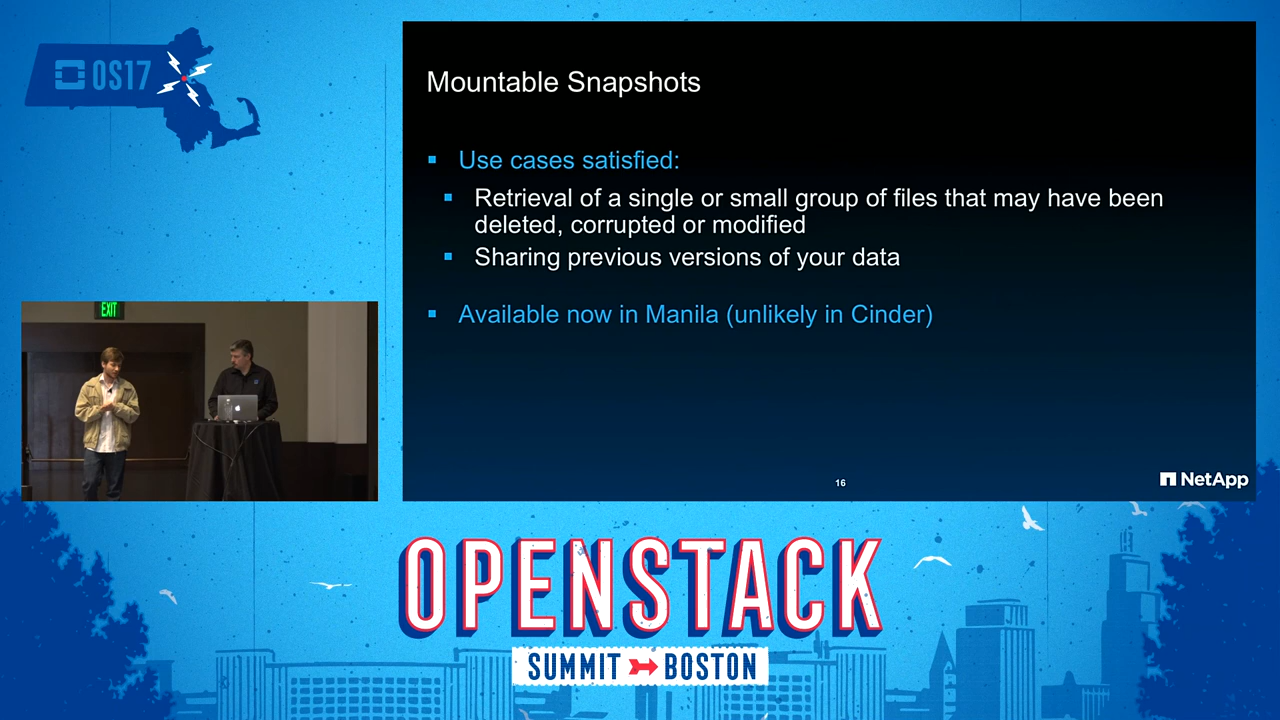 OS17
Mountable Snapshots
Use cases satisfied:
Retrieval of a single or small group of files that may have been
deleted, corrupted or modified
Sharing previous versions of your data
Available now in Manila (unlikely in Cinder)
16
NetApp
EXIT
OPENSTACK
SUMMIT BOSTON